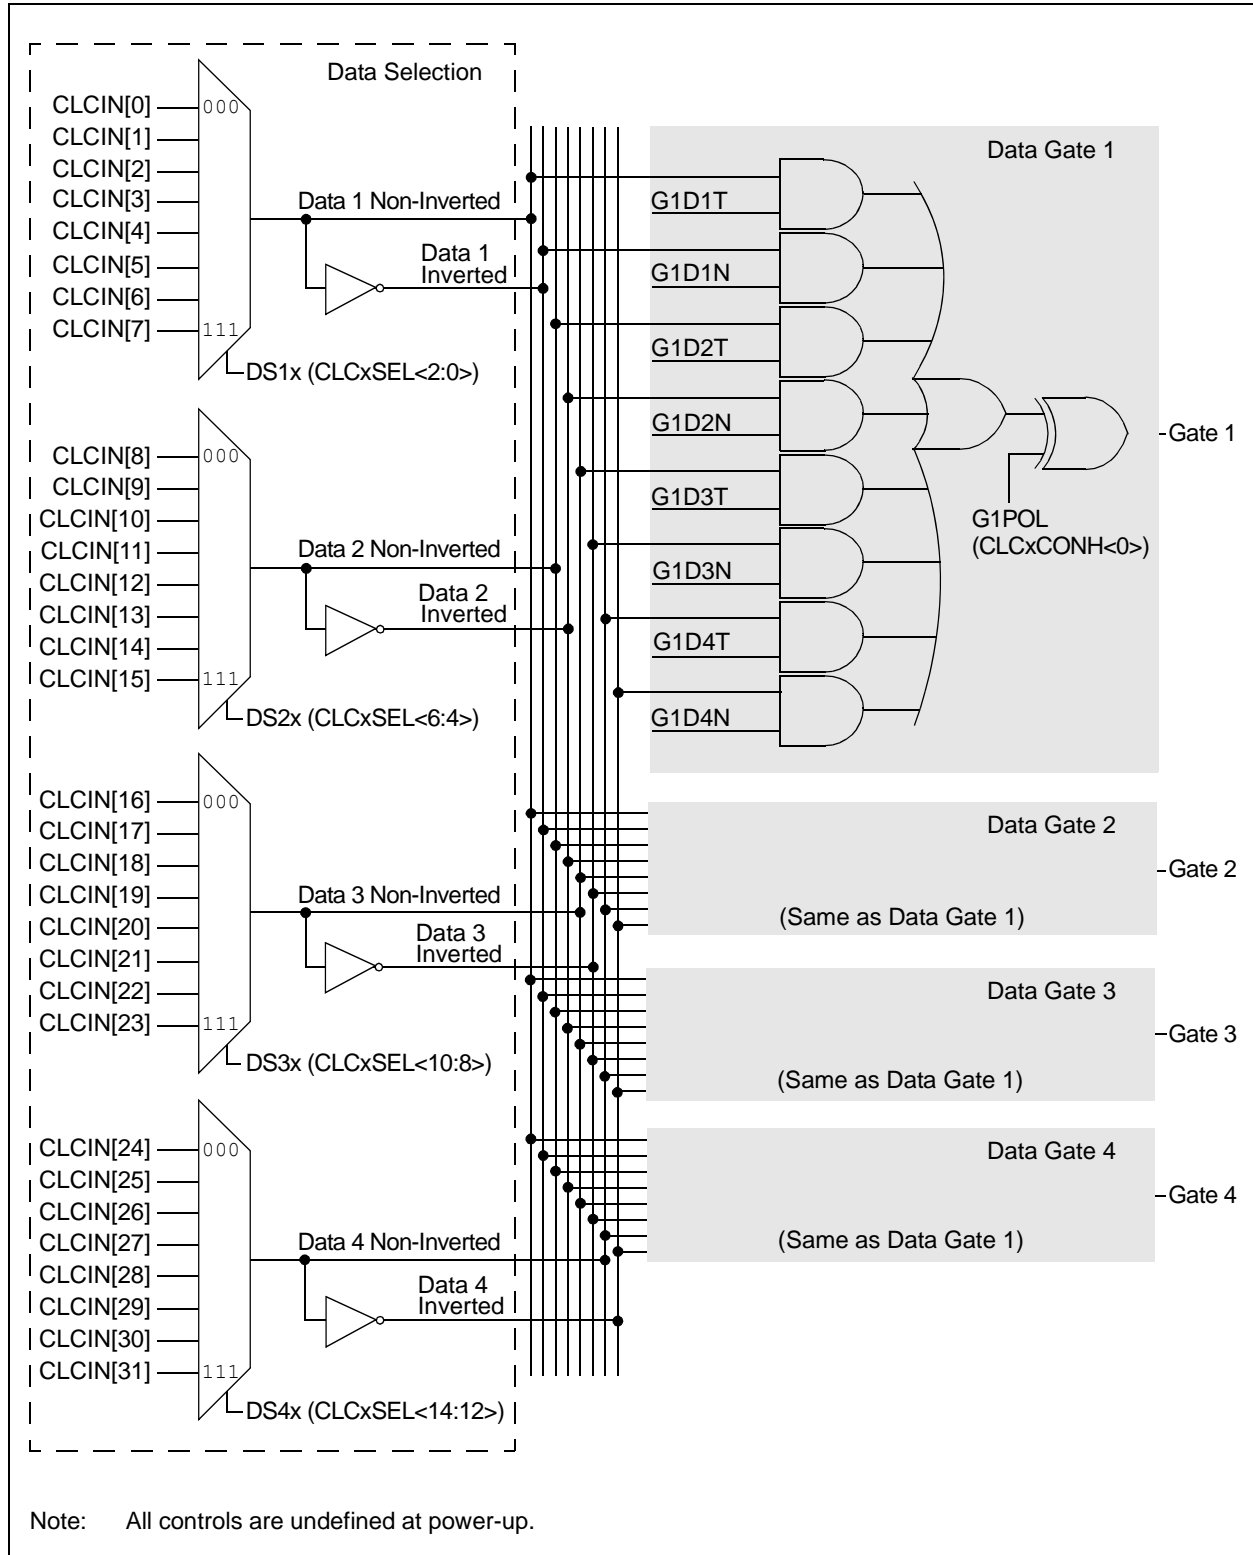 Data Selection
CLCIN[0]
000
CLCIN[1]
CLCIN[2]
CLCIN[3]
CLCIN[4]
CLCIN[5]
CLCIN[6]
CLCIN[7]
111
Data 1 Non-Inverted
Data 1
Inverted
DS1x (CLCxSEL<2:0>)
CLCIN[8]
000
CLCIN[9]
CLCIN[10]
CLCIN[11]
CLCIN[12]
CLCIN[13]
CLCIN[14]
CLCIN[15]
111
Data 2 Non-Inverted
Data 2
Inverted
DS2x (CLCxSEL<6:4>)
CLCIN[16]
000
CLCIN[17]
CLCIN[18]
CLCIN[19]
CLCIN[20]
CLCIN[21]
CLCIN[22]
CLCIN[23]
111
Data 3 Non-Inverted
Data 3
Inverted
DS3x (CLCxSEL<10:8>)
CLCIN[24]
000
CLCIN[25]
CLCIN[26]
CLCIN[27]
CLCIN[28]
CLCIN[29]
CLCIN[30]
CLCIN[31]
111
Data 4 Non-Inverted
Data 4
Inverted
DS4x (CLCxSEL<14:12>)
Data Gate 1
G1D1T
G1D1N
G1D2T
G1D2N
G1D3T
G1D3N
G1D4T
G1D4N
G1POL
(CLCxCONH<0>)
Gate 1
Data Gate 2
(Same as Data Gate 1)
Gate 2
Data Gate 3
(Same as Data Gate 1)
Gate 3
Data Gate 4
(Same as Data Gate 1)
Gate 4
Note: All controls are undefined at power-up.